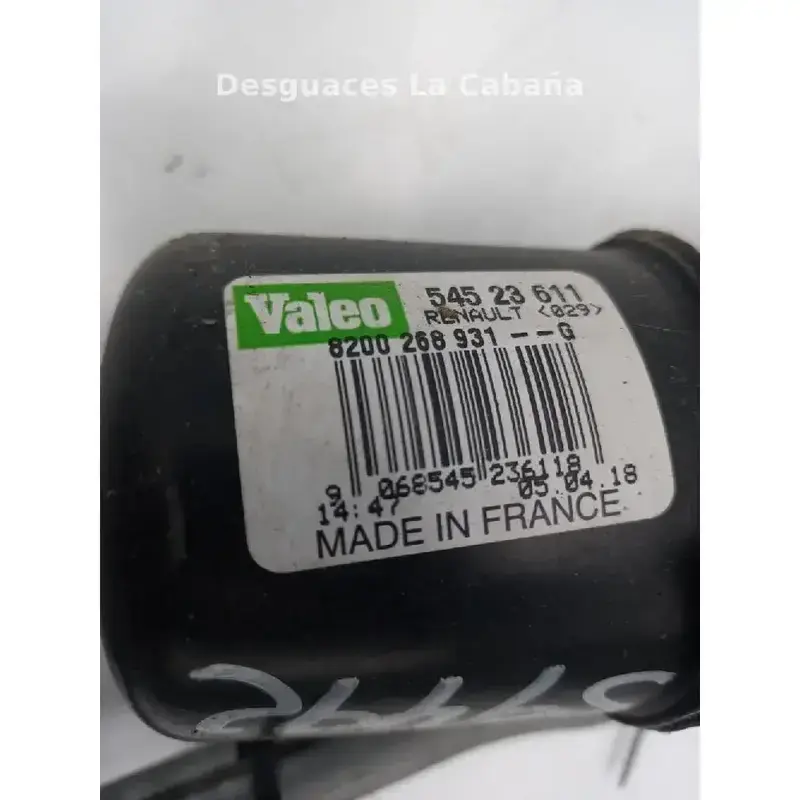 Desguaces La Cabaña
Valeo
545 23 611
RENAULT <029>
8200 268 931 --G
9 068545 236118
14:47 05.04.18
MADE IN FRANCE